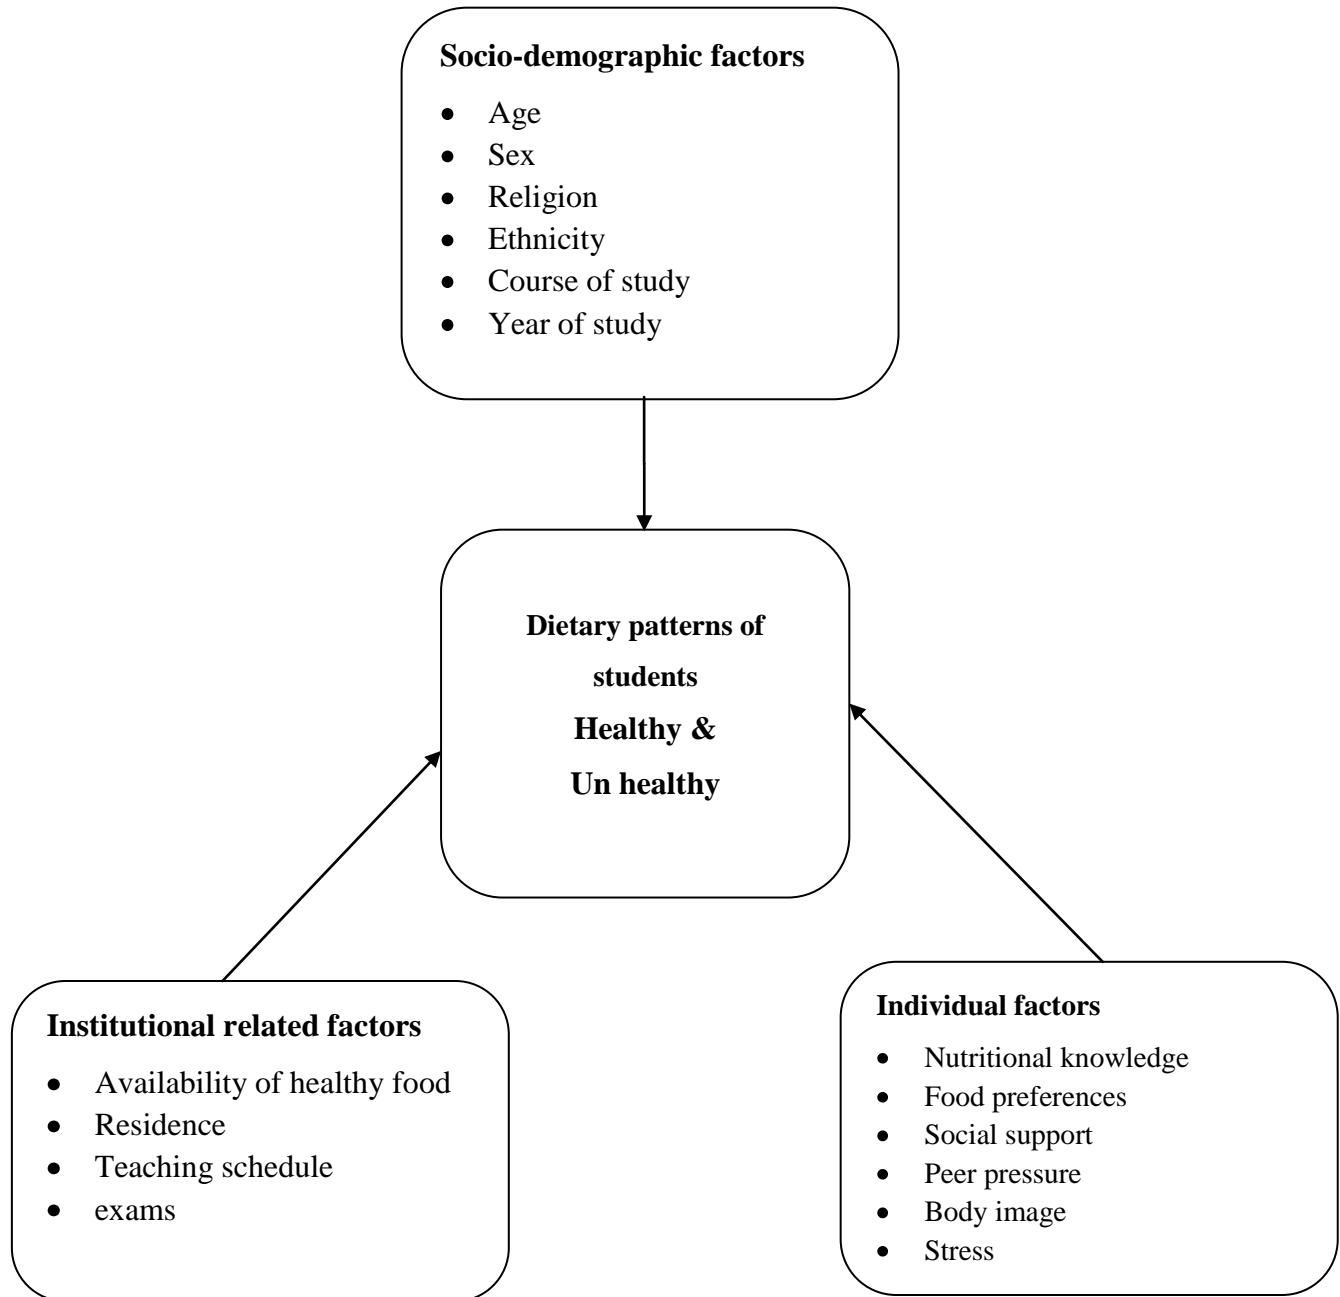 Socio-demographic factors
• Age
• Sex
• Religion
• Ethnicity
• Course of study
• Year of study
Dietary patterns of
students
Healthy &
Un healthy
Institutional related factors
• Availability of healthy food
• Residence
• Teaching schedule
• exams
Individual factors
• Nutritional knowledge
• Food preferences
• Social support
• Peer pressure
• Body image
• Stress